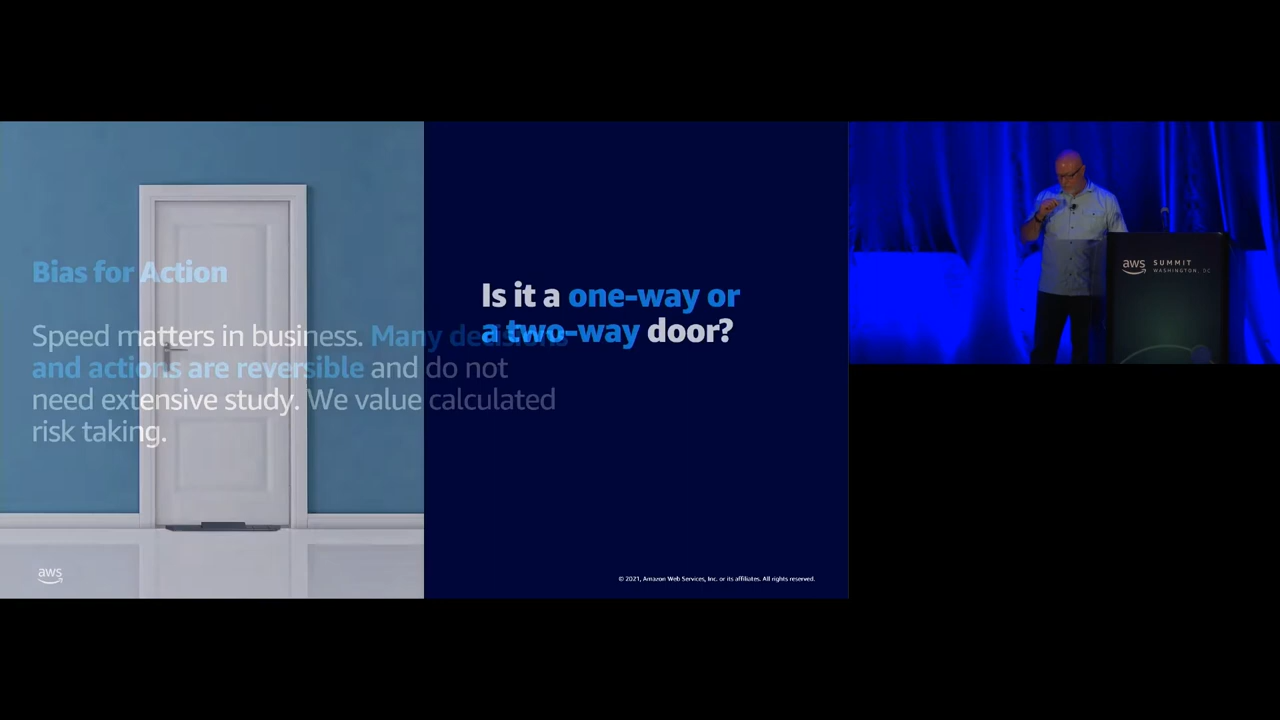 Bias for Action
Speed matters in business. Many decisions
and actions are reversible and do not
need extensive study. We value calculated
risk taking.
aws
Is it a one-way or
a two-way door?
© 2021, Amazon Web Services, Inc. or its affiliates. All rights reserved.
aws SUMMIT
WASHINGTON, DC